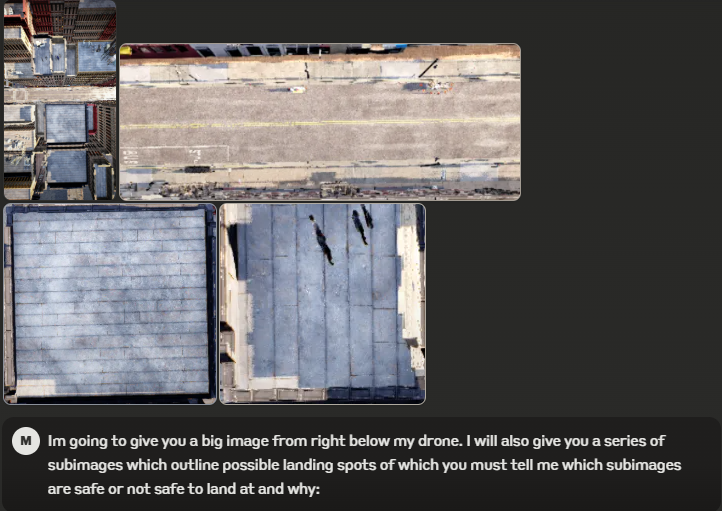 M
Im going to give you a big image from right below my drone. I will also give you a series of
subimages which outline possible landing spots of which you must tell me which subimages
are safe or not safe to land at and why: